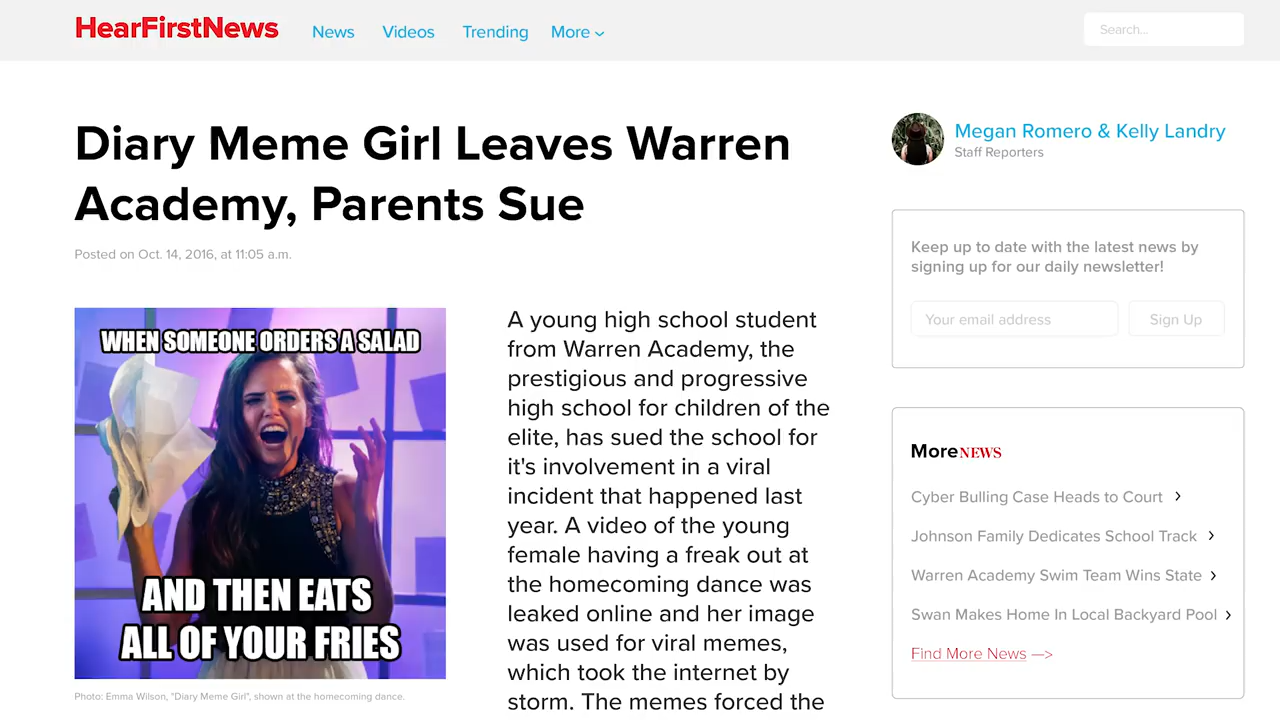 HearFirstNews
News
Videos
Trending
More
Search...
Diary Meme Girl Leaves Warren
Academy, Parents Sue
Posted on Oct. 14, 2016, at 11:05 a.m.
WHEN SOMEONE ORDERS A SALAD
AND THEN EATS
ALL OF YOUR FRIES
Photo: Emma Wilson, "Diary Meme Girl", shown at the homecoming dance.
A young high school student
from Warren Academy, the
prestigious and progressive
high school for children of the
elite, has sued the school for
it's involvement in a viral
incident that happened last
year. A video of the young
female having a freak out at
the homecoming dance was
leaked online and her image
was used for viral memes,
which took the internet by
storm. The memes forced the
Megan Romero & Kelly Landry
Staff Reporters
Keep up to date with the latest news by
signing up for our daily newsletter!
Your email address
Sign Up
More NEWS
Cyber Bulling Case Heads to Court >
Johnson Family Dedicates School Track >
Warren Academy Swim Team Wins State >
Swan Makes Home In Local Backyard Pool >
Find More News —>